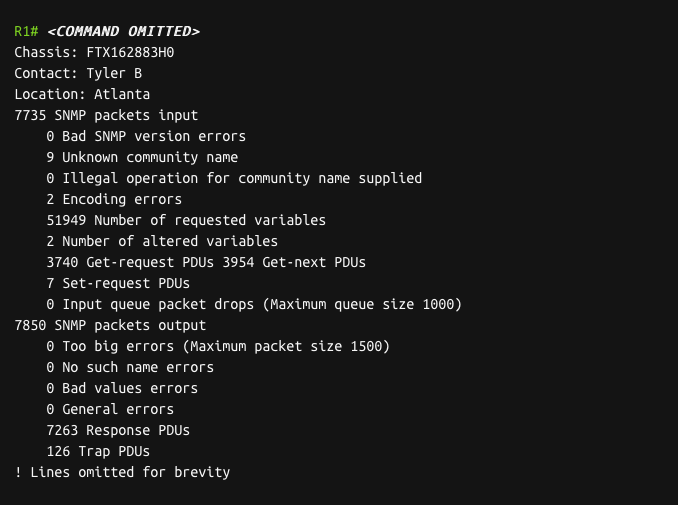 R1# <COMMAND OMITTED>
Chassis: FTX162883H0
Contact: Tyler B
Location: Atlanta
7735 SNMP packets input
    0 Bad SNMP version errors
    9 Unknown community name
    0 Illegal operation for community name supplied
    2 Encoding errors
    51949 Number of requested variables
    2 Number of altered variables
    3740 Get-request PDUs 3954 Get-next PDUs
    7 Set-request PDUs
    0 Input queue packet drops (Maximum queue size 1000)
7850 SNMP packets output
    0 Too big errors (Maximum packet size 1500)
    0 No such name errors
    0 Bad values errors
    0 General errors
    7263 Response PDUs
    126 Trap PDUs
! Lines omitted for brevity